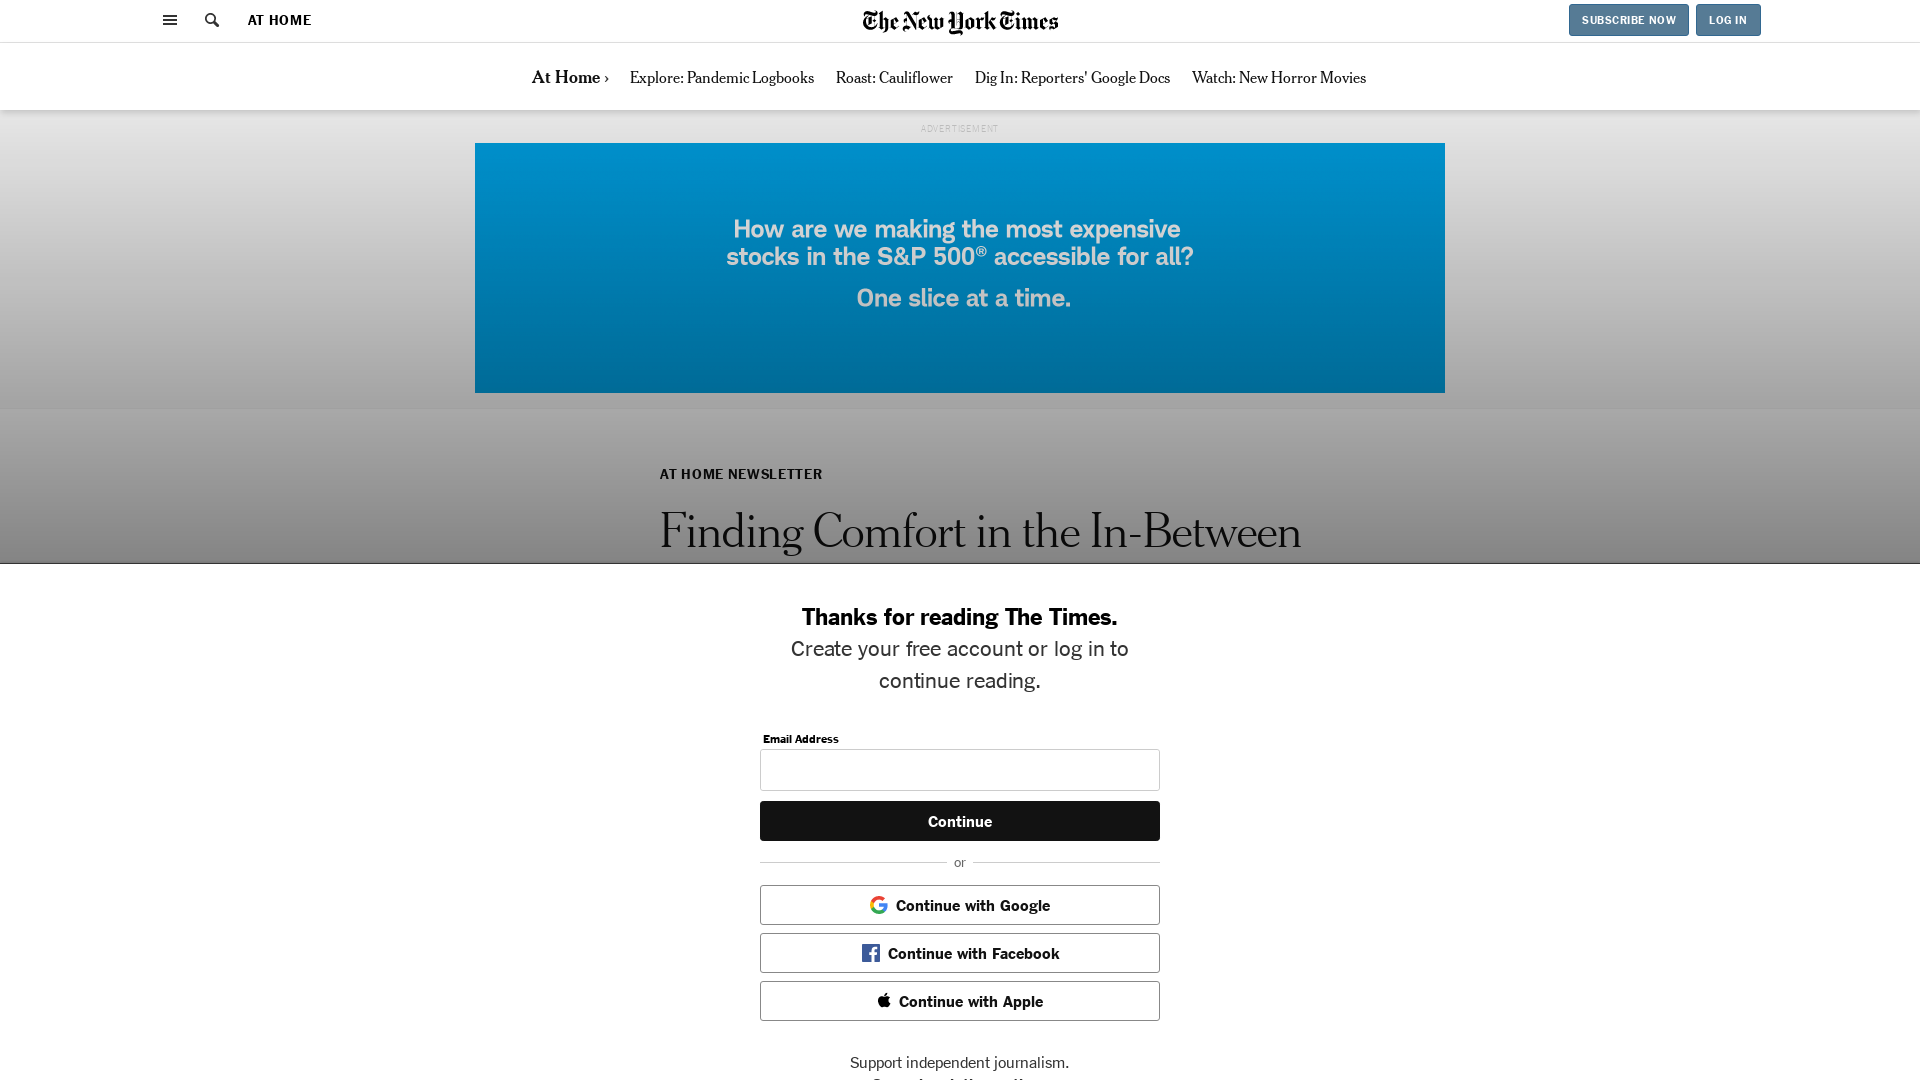 AT HOME
The New York Times
SUBSCRIBE NOW
LOG IN
At Home ›
Explore: Pandemic Logbooks
Roast: Cauliflower
Dig In: Reporters' Google Docs
Watch: New Horror Movies
ADVERTISEMENT
How are we making the most expensive
stocks in the S&P 500® accessible for all?
One slice at a time.
AT HOME NEWSLETTER
Finding Comfort in the In-Between
Thanks for reading The Times.
Create your free account or log in to
continue reading.
Email Address
Continue
or
Continue with Google
Continue with Facebook
Continue with Apple
Support independent journalism.